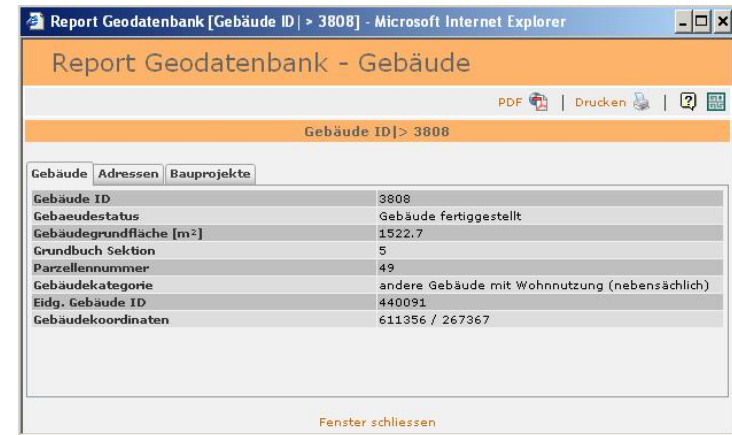 Report Geodatenbank [Gebäude ID| > 3808] - Microsoft Internet Explorer
Report Geodatenbank - Gebäude
PDF | Drucken |
Gebäude ID|> 3808
Gebäude Adressen Bauprojekte
Gebäude ID 3808
Gebaeudestatus Gebäude fertiggestellt
Gebäudegrundfläche [m²] 1522.7
Grundbuch Sektion 5
Parzellennummer 49
Gebäudekategorie andere Gebäude mit Wohnnutzung (nebensächlich)
Eidg. Gebäude ID 440091
Gebäudekoordinaten 611356 / 267367
Fenster schliessen